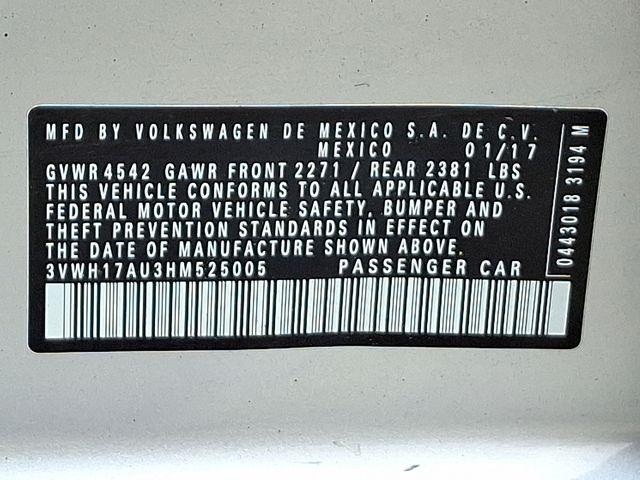 MFD BY VOLKSWAGEN DE MEXICO S.A. DE C.V.
MEXICO 01/17
GVWR 4542 GAWR FRONT 2271 / REAR 2381 LBS
THIS VEHICLE CONFORMS TO ALL APPLICABLE U.S.
FEDERAL MOTOR VEHICLE SAFETY, BUMPER AND
THEFT PREVENTION STANDARDS IN EFFECT ON
THE DATE OF MANUFACTURE SHOWN ABOVE.
3VWH17AU3HM525005 PASSENGER CAR
0443018 3194 M